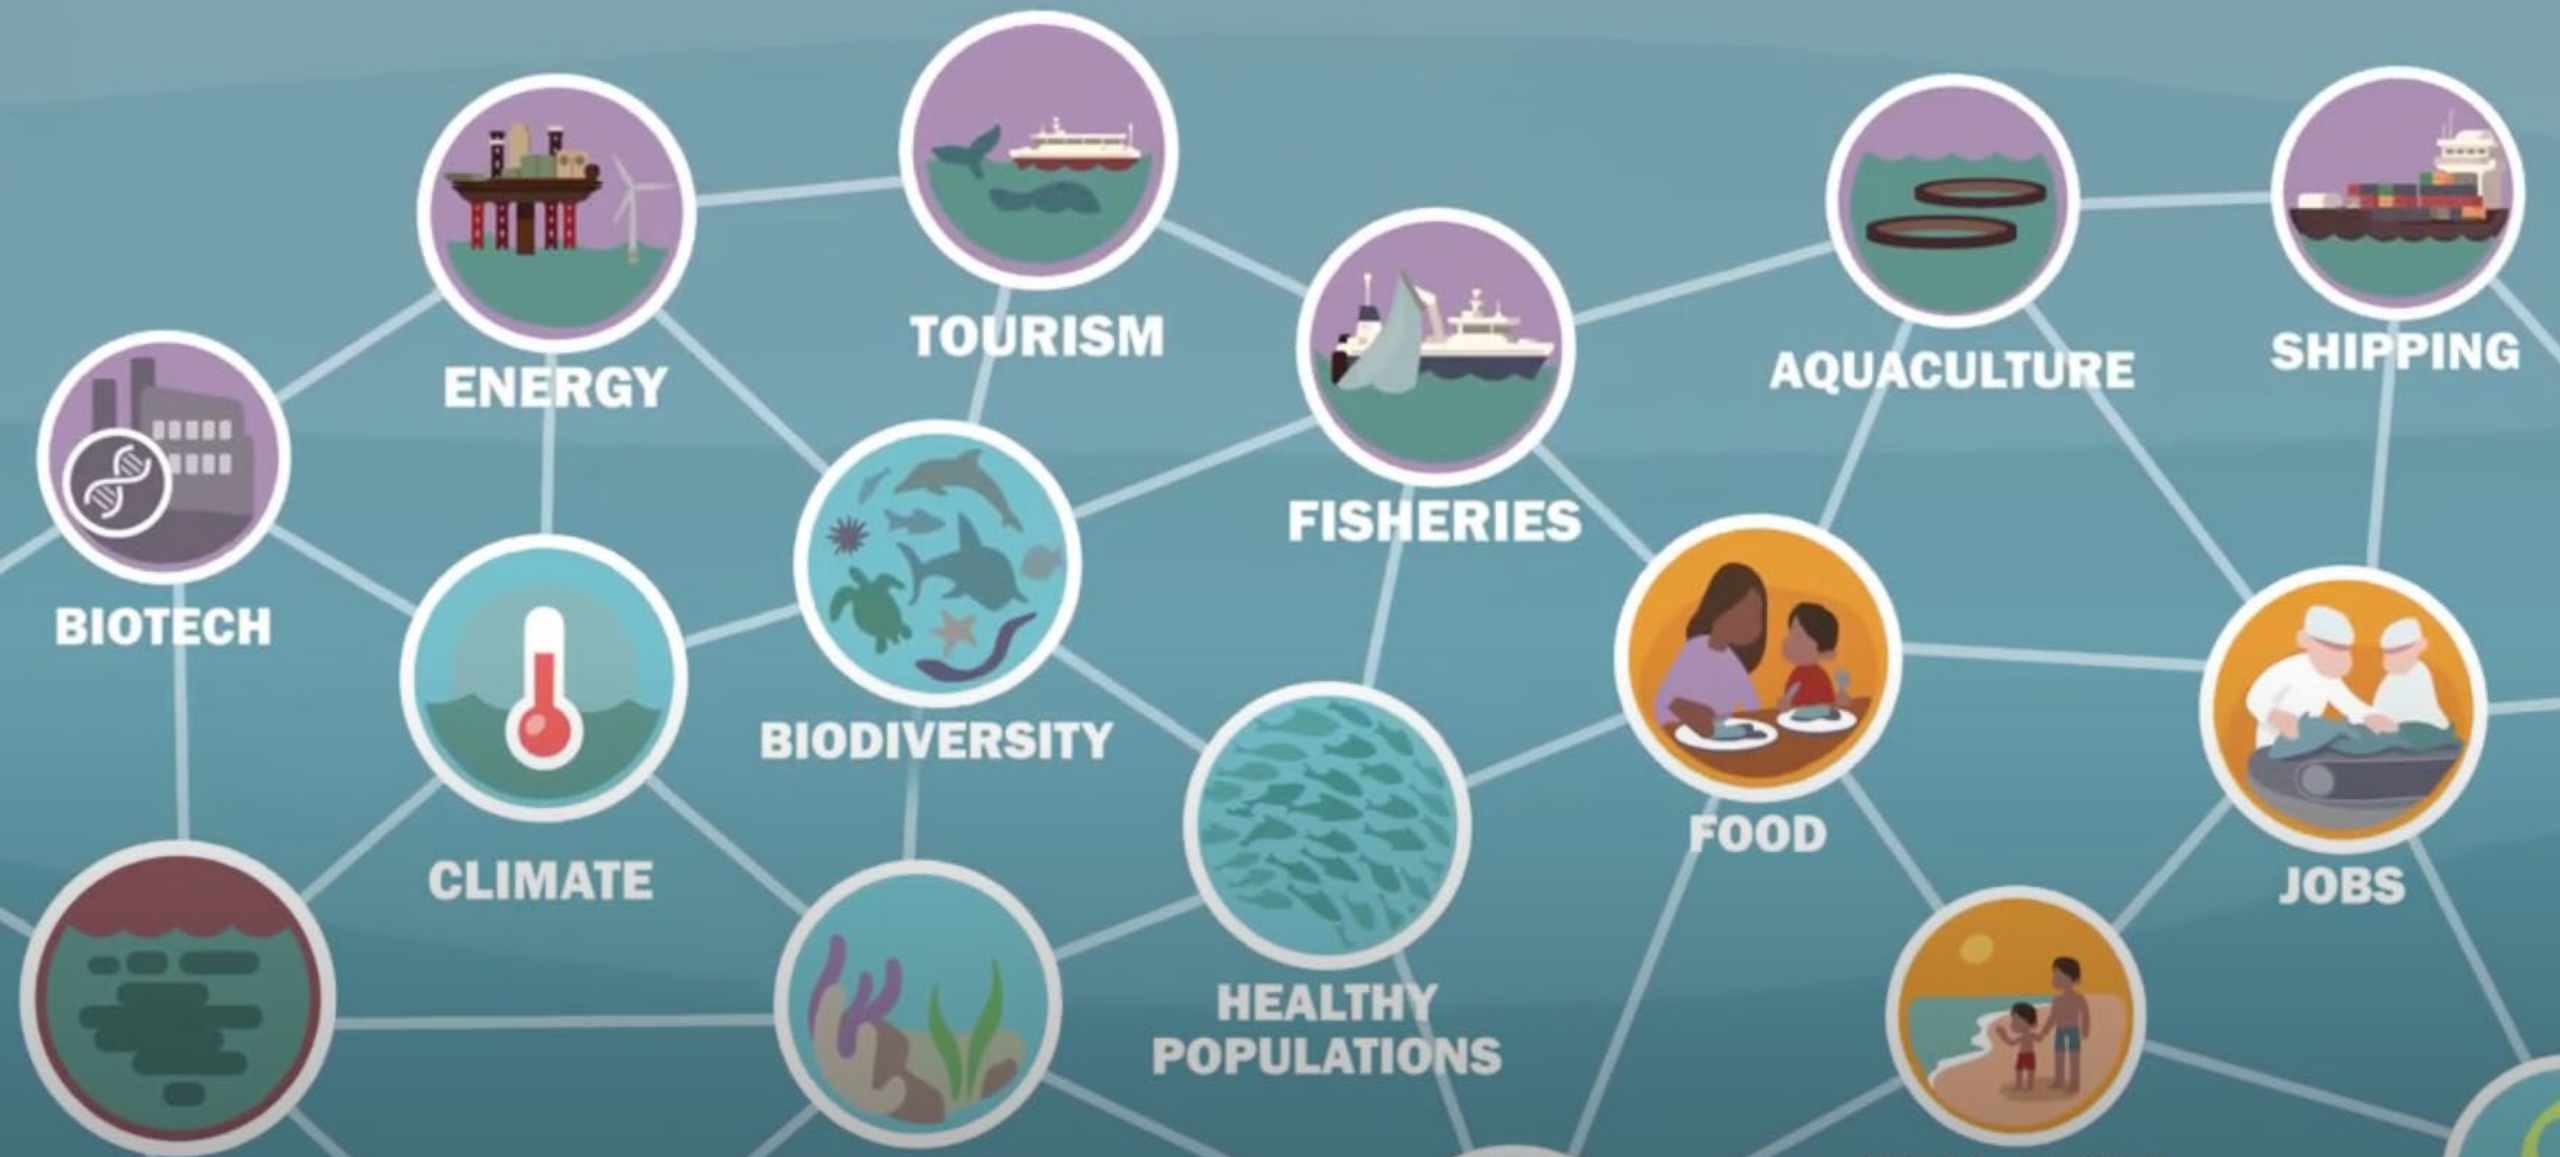 TOURISM
ENERGY
AQUACULTURE
SHIPPING
FISHERIES
BIOTECH
BIODIVERSITY
FOOD
CLIMATE
JOBS
HEALTHY
POPULATIONS